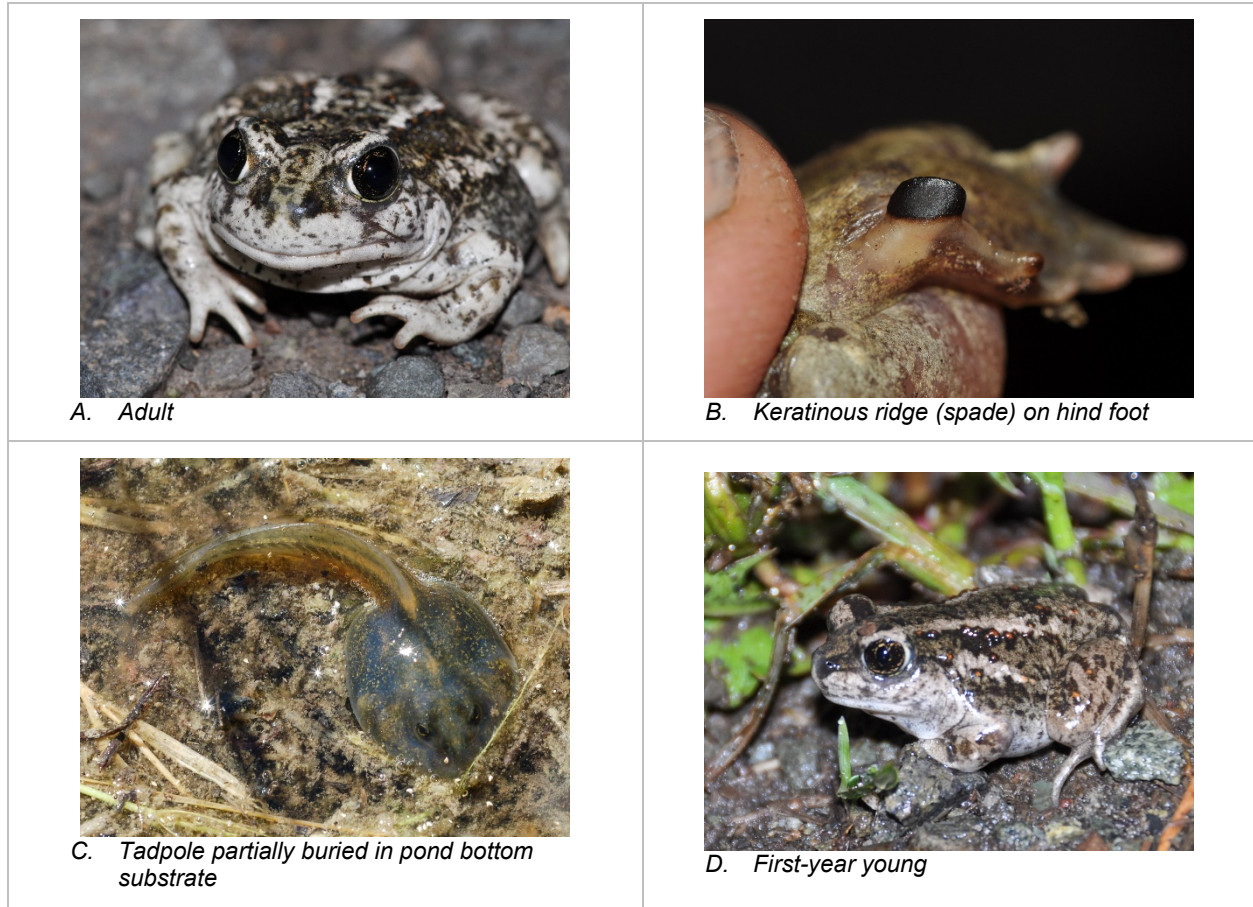 A. Adult
B. Keratinous ridge (spade) on hind foot
C. Tadpole partially buried in pond bottom
substrate
D. First-year young